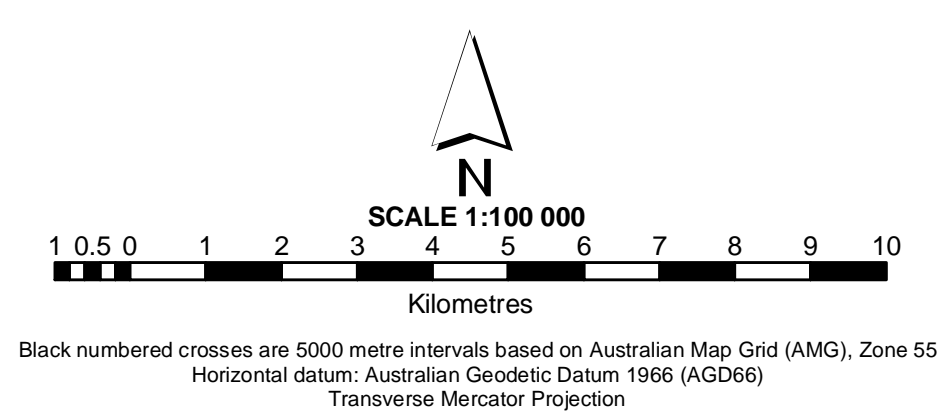 N
SCALE 1:100 000
1 0.5 0 1 2 3 4 5 6 7 8 9 10
Kilometres
Black numbered crosses are 5000 metre intervals based on Australian Map Grid (AMG), Zone 55
Horizontal datum: Australian Geodetic Datum 1966 (AGD66)
Transverse Mercator Projection